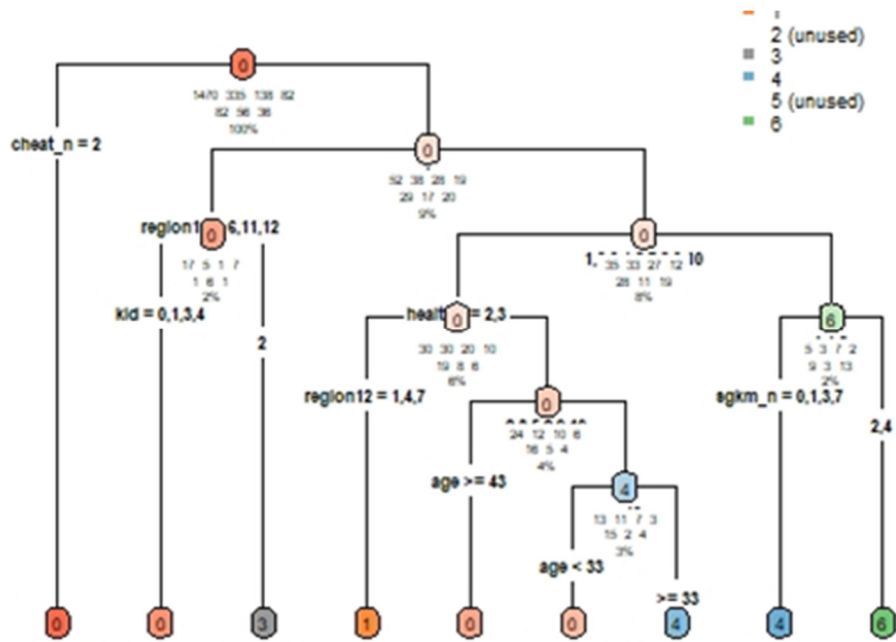 2 (unused)
3
4
5 (unused)
6
0
1470 335 138 82
82 56 36
100%
cheat_n = 2
0
52 38 28 19
29 17 20
9%
region1 6,11,12
0
17 5 1 7
1 6 1
2%
0
1, 10
35 33 27 12
28 11 19
8%
kid = 0,1,3,4
2
healt = 2,3
0
30 30 20 10
19 8 6
6%
6
5 3 7 2
9 3 13
2%
region12 = 1,4,7
0
24 12 10 6
16 5 4
4%
sgkm_n = 0,1,3,7
2,4
age >= 43
4
13 11 7 3
15 2 4
3%
age < 33
>= 33
0 0 3 1 0 0 4 4 6